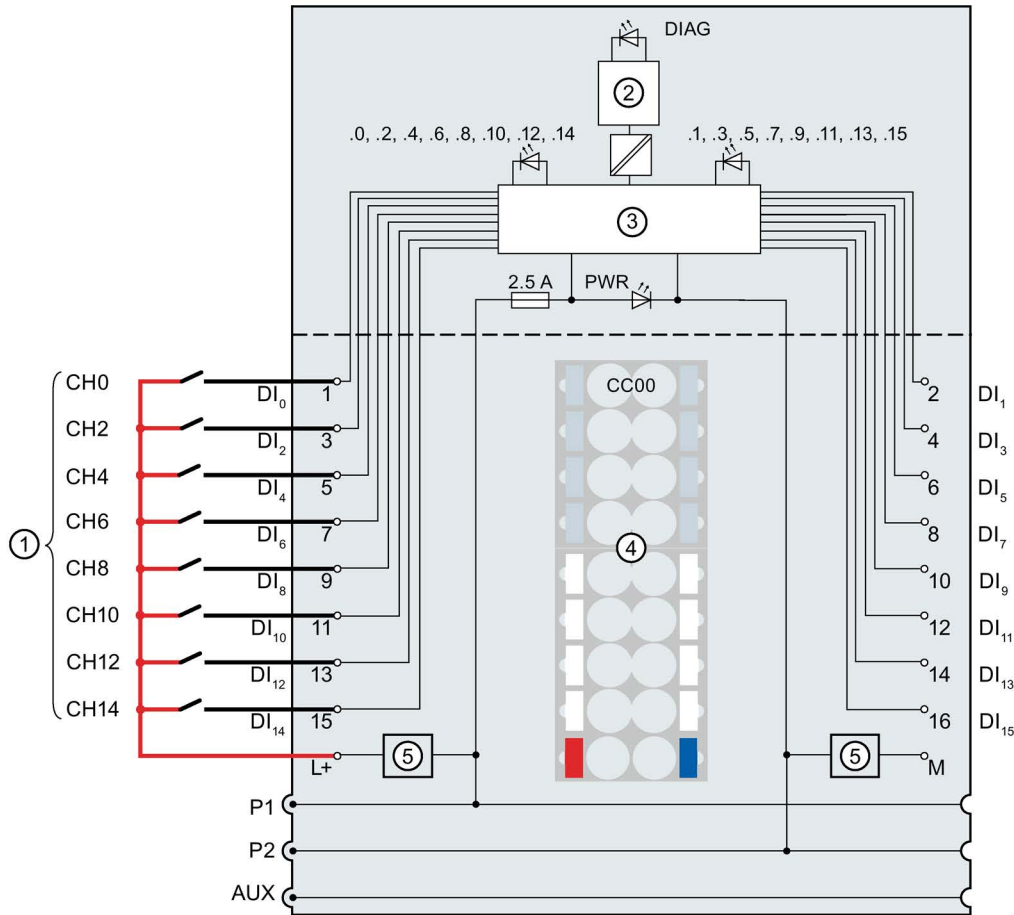 DIAG
②
.0, .2, .4, .6, .8, .10, .12, .14
.1, .3, .5, .7, .9, .11, .13, .15
③
2.5 A
PWR
CC00
①
CH0
DI₀
1
2
DI₁
CH2
DI₂
3
4
DI₃
CH4
DI₄
5
6
DI₅
CH6
DI₆
7
8
DI₇
④
CH8
DI₈
9
10
DI₉
CH10
DI₁₀
11
12
DI₁₁
CH12
DI₁₂
13
14
DI₁₃
CH14
DI₁₄
15
16
DI₁₅
L+
⑤
⑤
M
P1
P2
AUX